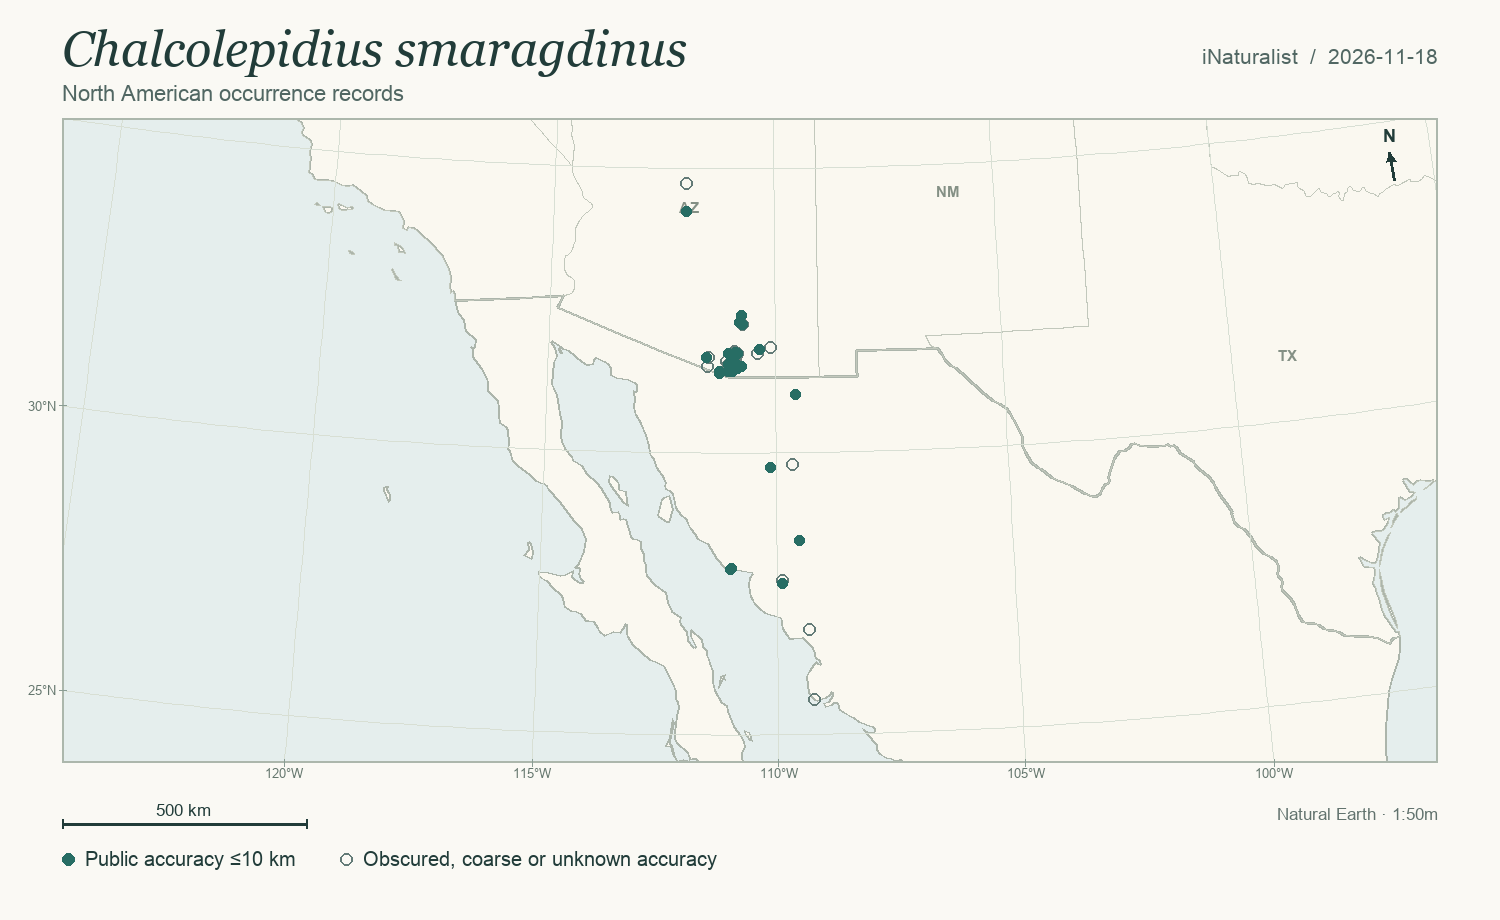 Chalcolepidius smaragdinus
iNaturalist / 2026-11-18
North American occurrence records
N
NM
AZ
TX
30°N
25°N
120°W
115°W
110°W
105°W
100°W
500 km
Natural Earth · 1:50m
Public accuracy ≤10 km
Obscured, coarse or unknown accuracy